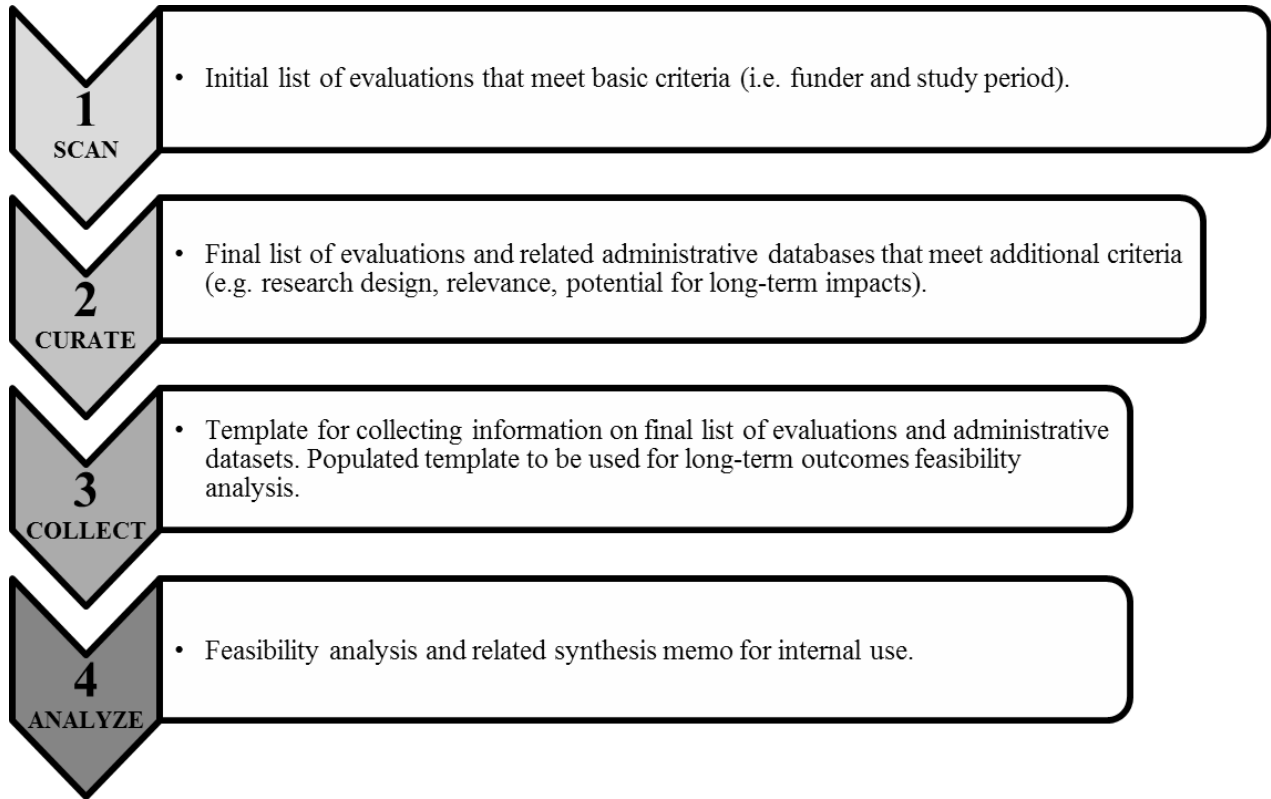 1
SCAN
• Initial list of evaluations that meet basic criteria (i.e. funder and study period).
2
CURATE
• Final list of evaluations and related administrative databases that meet additional criteria
(e.g. research design, relevance, potential for long-term impacts).
3
COLLECT
• Template for collecting information on final list of evaluations and administrative
datasets. Populated template to be used for long-term outcomes feasibility
analysis.
4
ANALYZE
• Feasibility analysis and related synthesis memo for internal use.